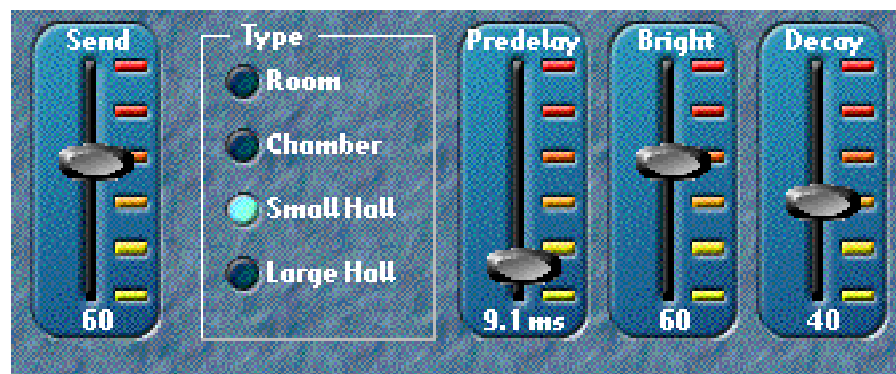 Send
60
Type
Room
Chamber
Small Hall
Large Hall
Predelay
9.1 ms
Bright
60
Decay
40